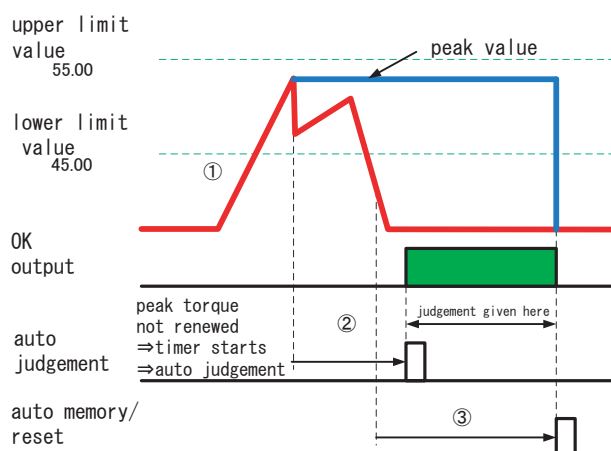 upper limit
value
55.00
peak value
lower limit
value
45.00
①
OK
output
peak torque
not renewed
⇒timer starts
⇒auto judgement
②
judgement given here
auto
judgement
auto memory/
reset
③